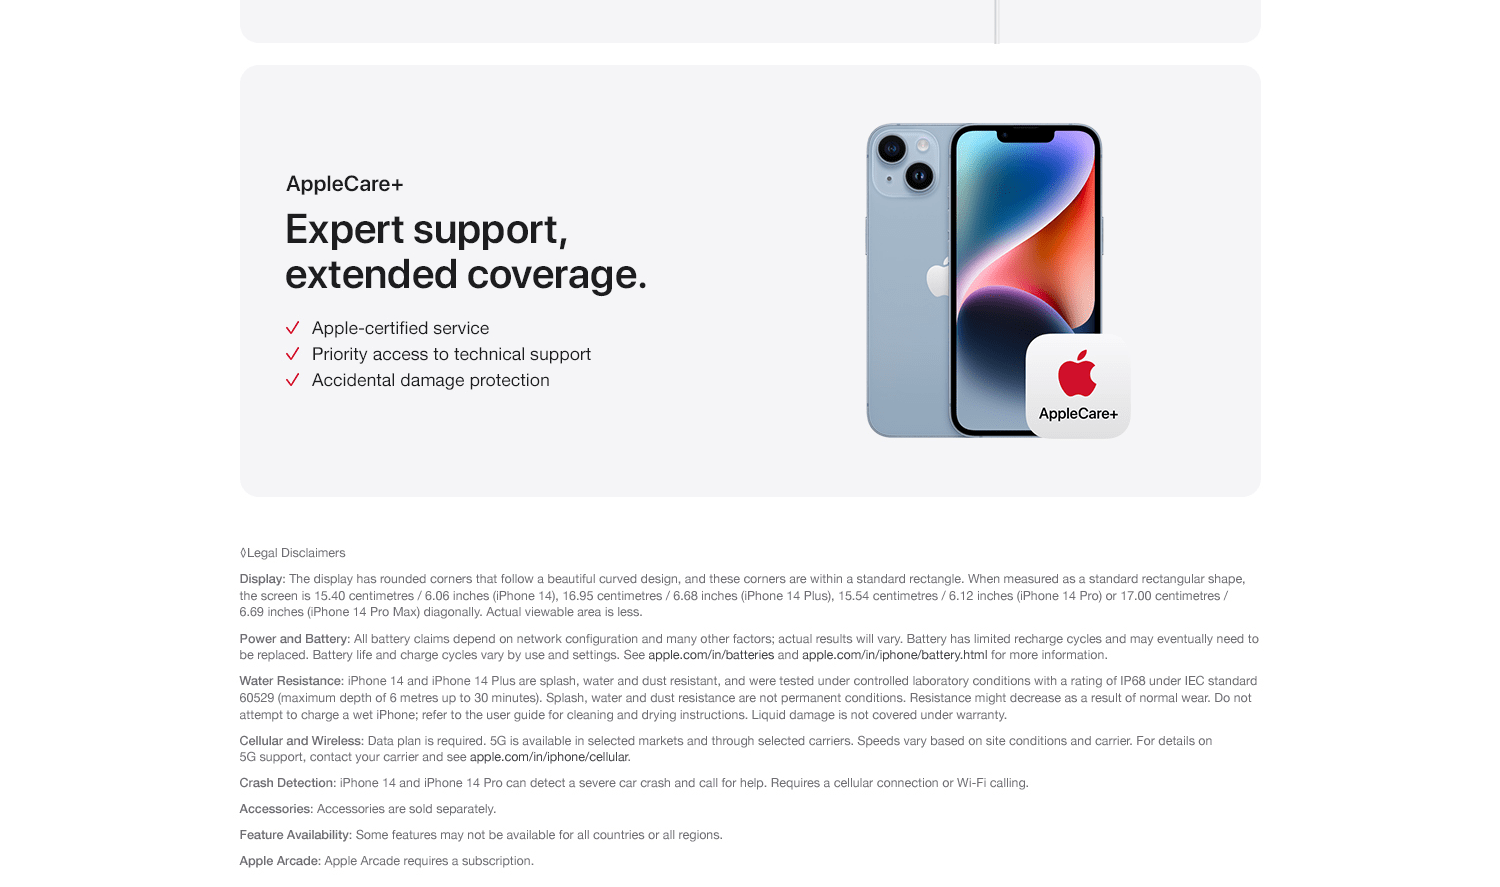 AppleCare+
Expert support,
extended coverage.
✓ Apple-certified service
✓ Priority access to technical support
✓ Accidental damage protection
AppleCare+
◊Legal Disclaimers
Display: The display has rounded corners that follow a beautiful curved design, and these corners are within a standard rectangle. When measured as a standard rectangular shape,
the screen is 15.40 centimetres / 6.06 inches (iPhone 14), 16.95 centimetres / 6.68 inches (iPhone 14 Plus), 15.54 centimetres / 6.12 inches (iPhone 14 Pro) or 17.00 centimetres /
6.69 inches (iPhone 14 Pro Max) diagonally. Actual viewable area is less.
Power and Battery: All battery claims depend on network configuration and many other factors; actual results will vary. Battery has limited recharge cycles and may eventually need to
be replaced. Battery life and charge cycles vary by use and settings. See apple.com/in/batteries and apple.com/in/iphone/battery.html for more information.
Water Resistance: iPhone 14 and iPhone 14 Plus are splash, water and dust resistant, and were tested under controlled laboratory conditions with a rating of IP68 under IEC standard
60529 (maximum depth of 6 metres up to 30 minutes). Splash, water and dust resistance are not permanent conditions. Resistance might decrease as a result of normal wear. Do not
attempt to charge a wet iPhone; refer to the user guide for cleaning and drying instructions. Liquid damage is not covered under warranty.
Cellular and Wireless: Data plan is required. 5G is available in selected markets and through selected carriers. Speeds vary based on site conditions and carrier. For details on
5G support, contact your carrier and see apple.com/in/iphone/cellular.
Crash Detection: iPhone 14 and iPhone 14 Pro can detect a severe car crash and call for help. Requires a cellular connection or Wi-Fi calling.
Accessories: Accessories are sold separately.
Feature Availability: Some features may not be available for all countries or all regions.
Apple Arcade: Apple Arcade requires a subscription.